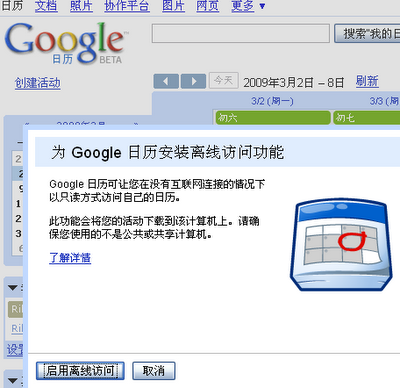 日历 文档 照片 协作平台 图片 网页 更多 ▼
Google™
日历 BETA
搜索"我的日
创建活动
今天 2009年3月2日 – 8日 刷新
3/2 (周一) 3/3 (周
初六 初七
为 Google 日历安装离线访问功能
Google 日历可让您在没有互联网连接的情况下
以只读方式访问自己的日历。
此功能会将您的活动下载到该计算机上。请确
保您使用的不是公共或共享计算机。
了解详情
设置
启用离线访问 取消